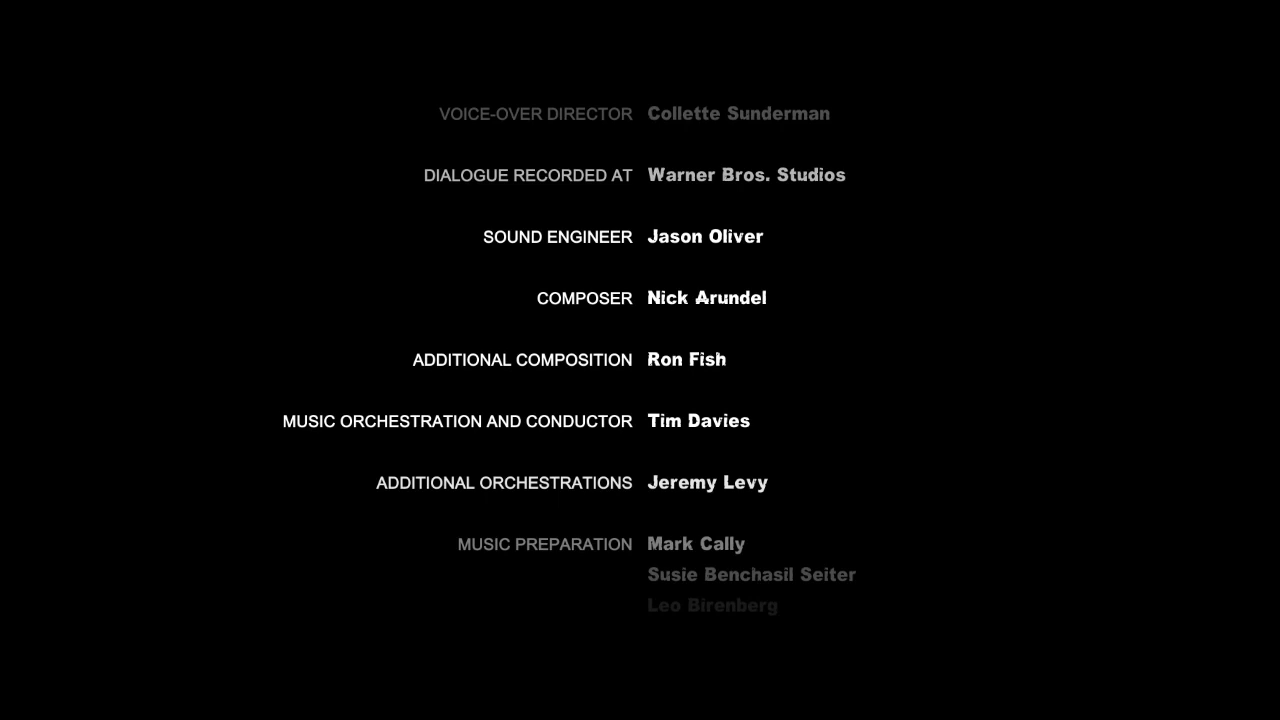 VOICE-OVER DIRECTOR Collette Sunderman
DIALOGUE RECORDED AT Warner Bros. Studios
SOUND ENGINEER Jason Oliver
COMPOSER Nick Arundel
ADDITIONAL COMPOSITION Ron Fish
MUSIC ORCHESTRATION AND CONDUCTOR Tim Davies
ADDITIONAL ORCHESTRATIONS Jeremy Levy
MUSIC PREPARATION Mark Cally
Susie Benchasil Seiter
Leo Birenberg